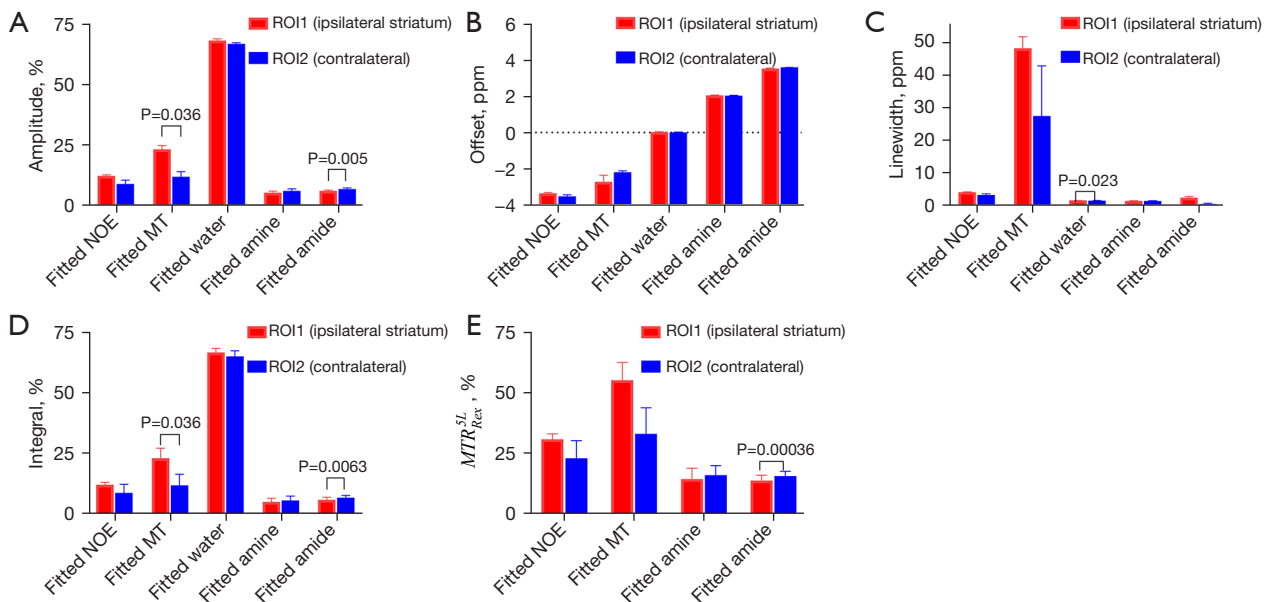 A
75
50
25
0
Amplitude, %
ROI1 (ipsilateral striatum)
ROI2 (contralateral)
P=0.036
P=0.005
Fitted NOE
Fitted MT
Fitted water
Fitted amine
Fitted amide
B
6
4
2
0
−2
−4
Offset, ppm
ROI1 (ipsilateral striatum)
ROI2 (contralateral)
Fitted NOE
Fitted MT
Fitted water
Fitted amine
Fitted amide
C
50
40
30
20
10
0
Linewidth, ppm
ROI1 (ipsilateral striatum)
ROI2 (contralateral)
P=0.023
Fitted NOE
Fitted MT
Fitted water
Fitted amine
Fitted amide
D
75
50
25
0
Integral, %
ROI1 (ipsilateral striatum)
ROI2 (contralateral)
P=0.036
P=0.0063
Fitted NOE
Fitted MT
Fitted water
Fitted amine
Fitted amide
E
75
50
25
0
MTR^{5L}_{Rex}, %
ROI1 (ipsilateral striatum)
ROI2 (contralateral)
P=0.00036
Fitted NOE
Fitted MT
Fitted amine
Fitted amide